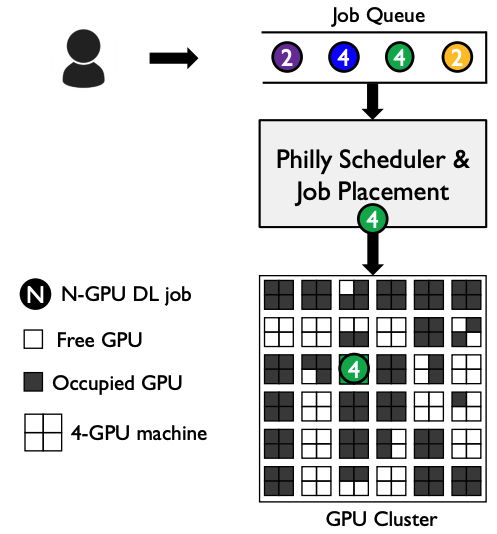 Job Queue
2 4 4 2
Philly Scheduler &
Job Placement
4
N N-GPU DL job
Free GPU
Occupied GPU
4-GPU machine
4
GPU Cluster